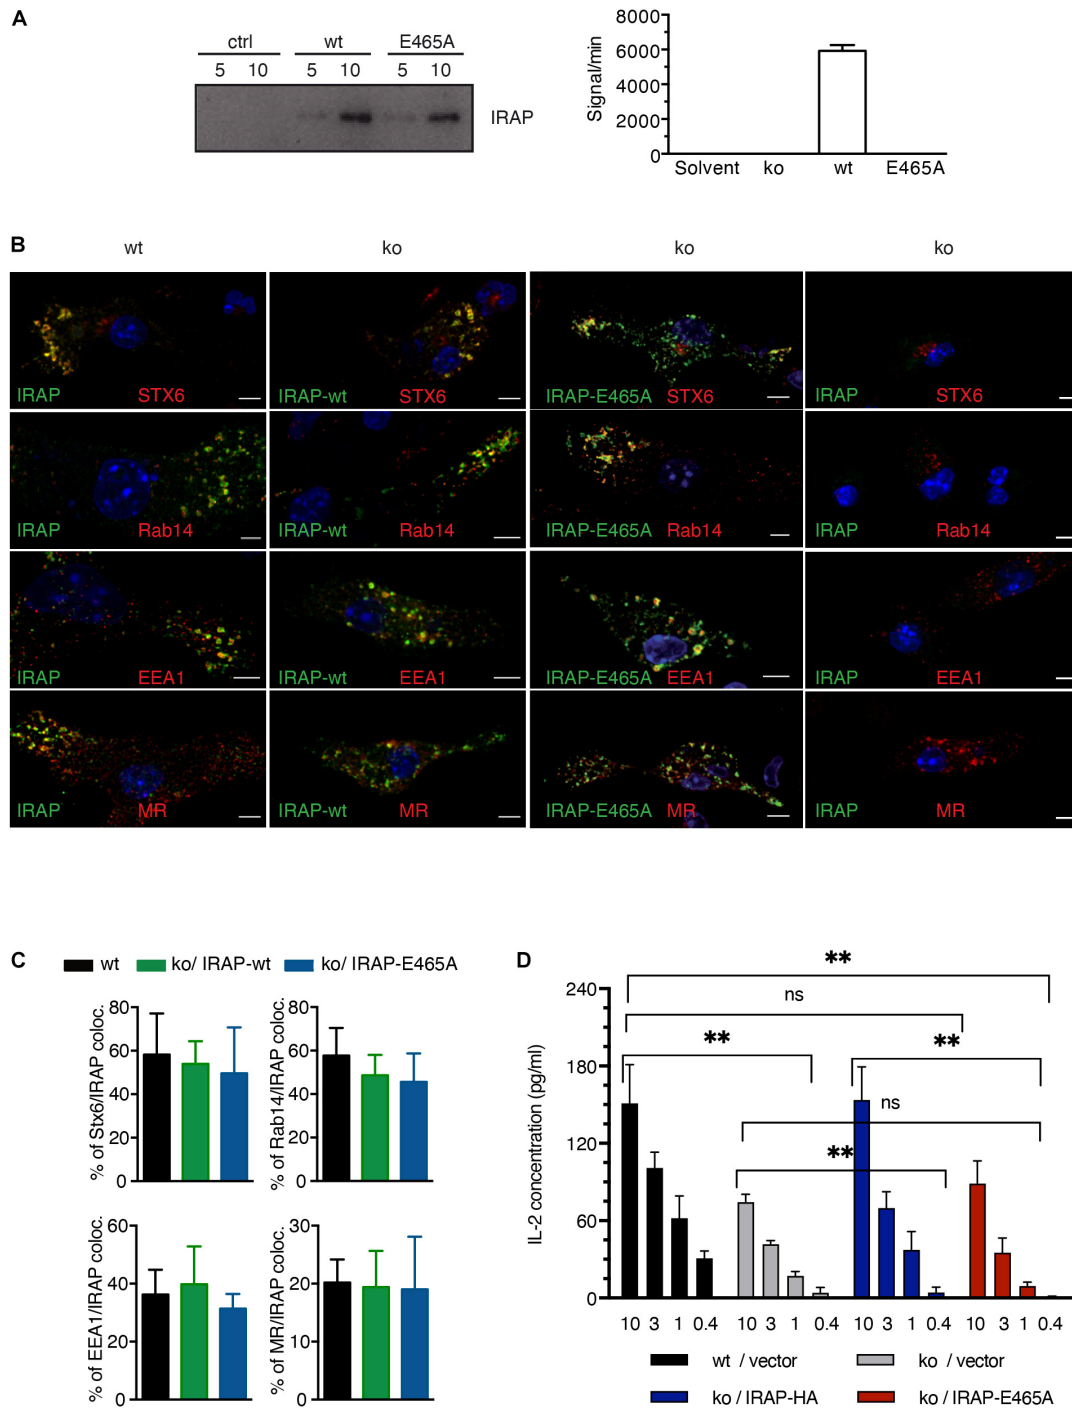 A
ctrl wt E465A
5 10 5 10 5 10
IRAP
8000
6000
4000
2000
0
Signal/min
Solvent ko wt E465A
B
wt ko ko ko
IRAP STX6 IRAP-wt STX6 IRAP-E465A STX6 IRAP STX6
IRAP Rab14 IRAP-wt Rab14 IRAP-E465A Rab14 IRAP Rab14
IRAP EEA1 IRAP-wt EEA1 IRAP-E465A EEA1 IRAP EEA1
IRAP MR IRAP-wt MR IRAP-E465A MR IRAP MR
C
wt ko/ IRAP-wt ko/ IRAP-E465A
% of Stx6/IRAP coloc.
80
60
40
20
0
% of Rab14/IRAP coloc.
80
60
40
20
0
% of EEA1/IRAP coloc.
60
40
20
0
% of MR/IRAP coloc.
30
20
10
0
D
IL-2 concentration (pg/ml)
240
180
120
60
0
**
ns
**
**
ns
**
10 3 1 0.4 10 3 1 0.4 10 3 1 0.4 10 3 1 0.4
wt / vector ko / vector
ko / IRAP-HA ko / IRAP-E465A